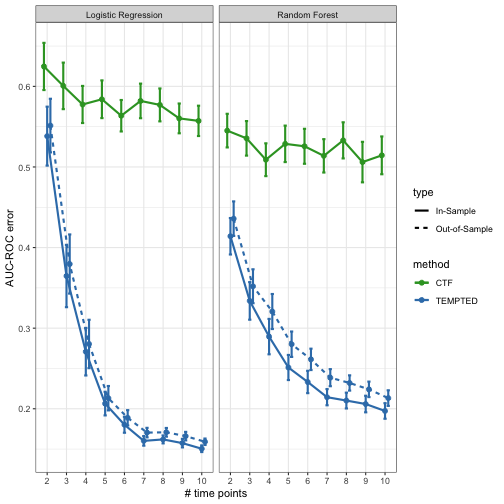 Logistic Regression
Random Forest
AUC-ROC error
0.6
0.5
0.4
0.3
0.2
2 3 4 5 6 7 8 9 10
2 3 4 5 6 7 8 9 10
# time points
type
In-Sample
Out-of-Sample
method
CTF
TEMPTED